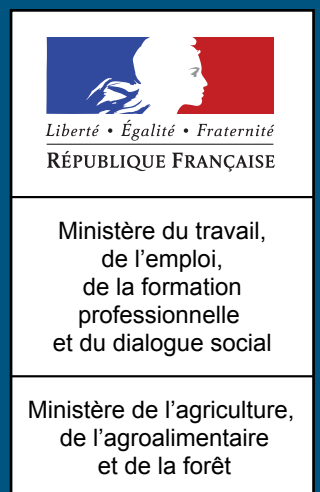 Liberté • Égalité • Fraternité
RÉPUBLIQUE FRANÇAISE
Ministère du travail,
de l’emploi,
de la formation
professionnelle
et du dialogue social
Ministère de l’agriculture,
de l’agroalimentaire
et de la forêt